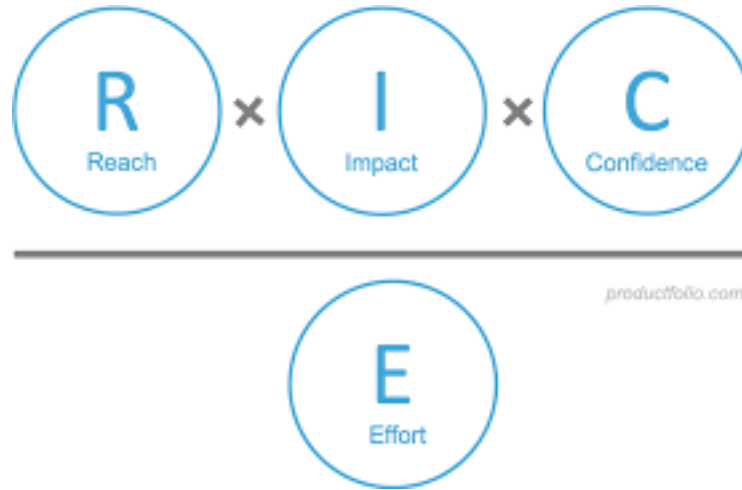 R × I × C
Reach Impact Confidence
productfolio.com
E
Effort